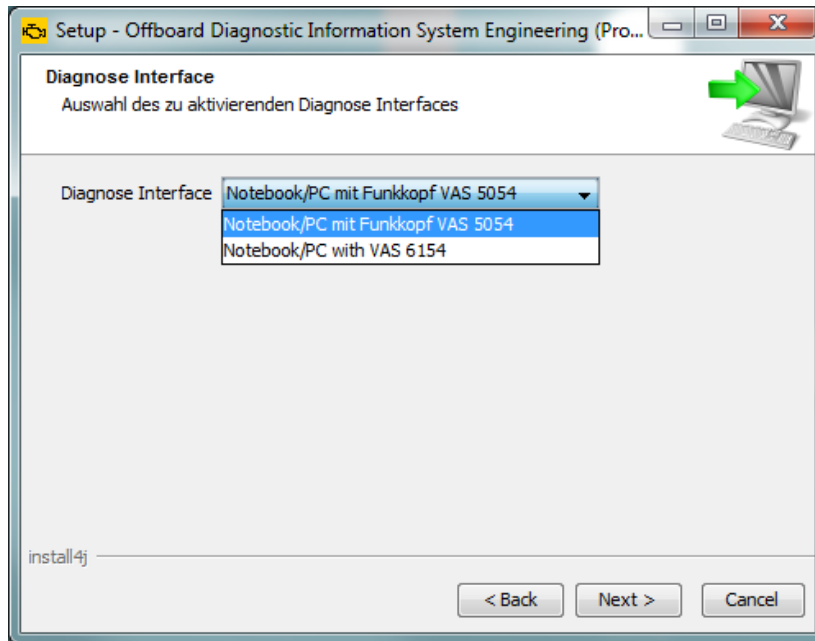 Setup - Offboard Diagnostic Information System Engineering (Pro...
Diagnose Interface
Auswahl des zu aktivierenden Diagnose Interfaces
Diagnose Interface Notebook/PC mit Funkkopf VAS 5054
Notebook/PC mit Funkkopf VAS 5054
Notebook/PC with VAS 6154
install4j
< Back Next > Cancel